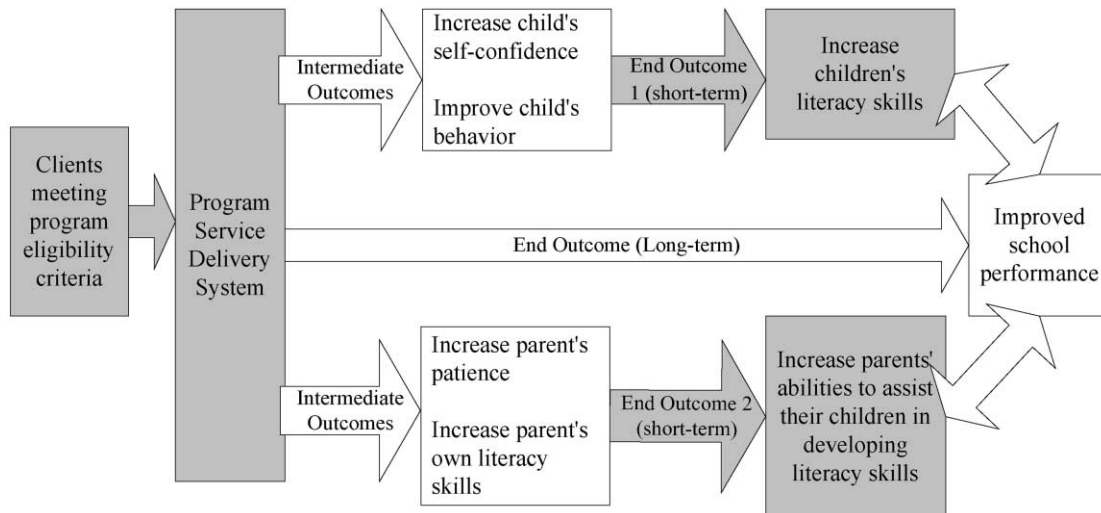 Clients
meeting
program
eligibility
criteria
Program
Service
Delivery
System
Intermediate
Outcomes
Increase child's
self-confidence
Improve child's
behavior
End Outcome
1 (short-term)
Increase
children's
literacy skills
End Outcome (Long-term)
Improved
school
performance
Intermediate
Outcomes
Increase parent's
patience
Increase parent's
own literacy
skills
End Outcome 2
(short-term)
Increase parents'
abilities to assist
their children in
developing
literacy skills